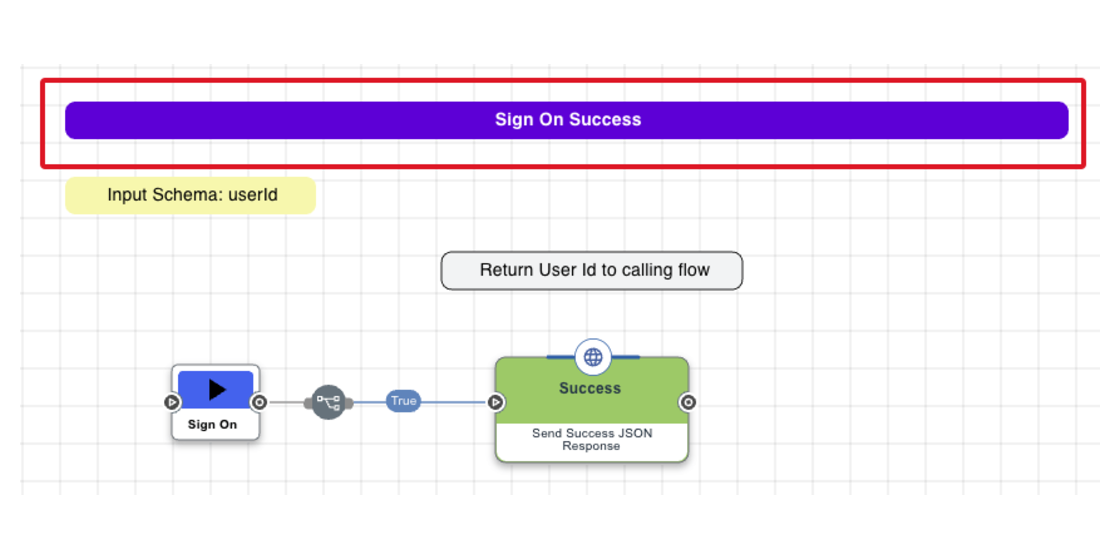 Sign On Success
Input Schema: userId
Return User Id to calling flow
Sign On
True
Success
Send Success JSON
Response